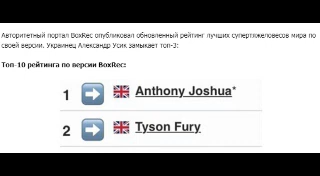 Авторитетный портал BoxRec опубликовал обновленный рейтинг лучших супертяжеловесов мира по
своей версии. Украинец Александр Усик замыкает топ-3:
Топ-10 рейтинга по версии BoxRec:
1 Anthony Joshua*
2 Tyson Fury